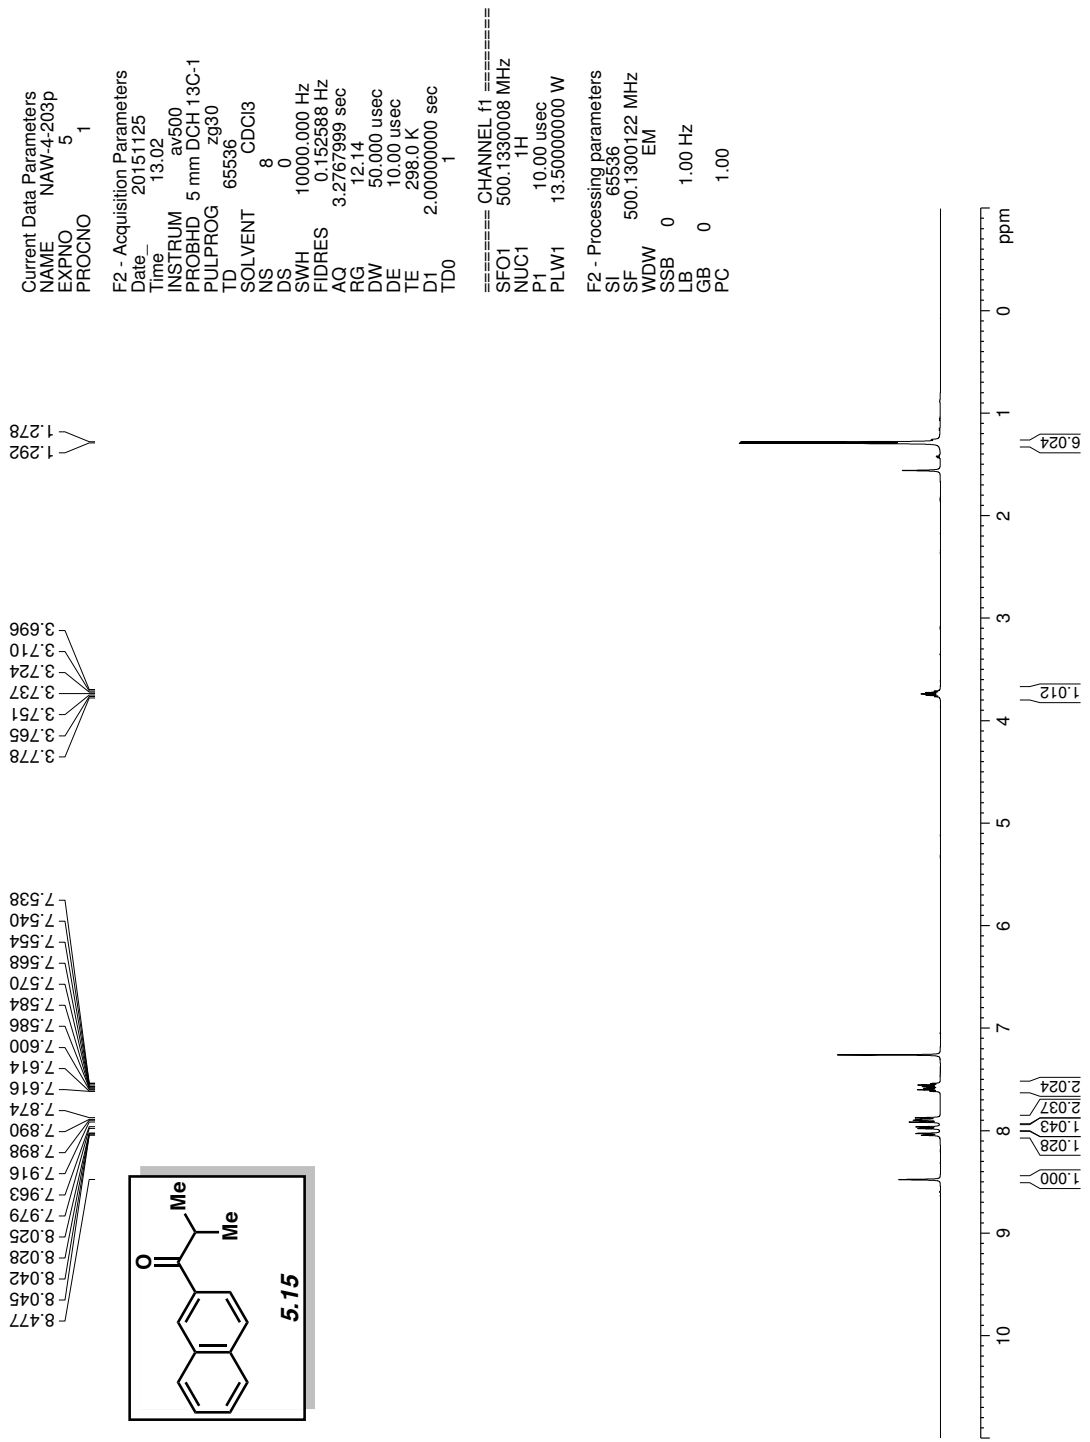 Current Data Parameters
NAME NAW-4-203p
EXPNO 5
PROCNO 1
F2 - Acquisition Parameters
Date_ 20151125
Time 13.02
INSTRUM av500
PROBHD 5 mm DCH 13C-1
PULPROG zg30
TD 65536
SOLVENT CDCl3
NS 8
DS 0
SWH 10000.000 Hz
FIDRES 0.152588 Hz
AQ 3.2767999 sec
RG 12.14
DW 50.000 usec
DE 10.00 usec
TE 298.0 K
D1 2.00000000 sec
TD0 1
======== CHANNEL f1 ========
SFO1 500.1330008 MHz
NUC1 1H
P1 10.00 usec
PLW1 13.50000000 W
F2 - Processing parameters
SI 65536
SF 500.1300122 MHz
WDW EM
SSB 0
LB 1.00 Hz
GB 0
PC 1.00
8.477
8.045
8.042
8.028
8.025
7.979
7.963
7.916
7.898
7.890
7.874
7.616
7.614
7.600
7.586
7.584
7.570
7.568
7.554
7.540
7.538
3.778
3.765
3.751
3.737
3.724
3.710
3.696
1.292
1.278
O
Me
Me
5.15
10 9 8 7 6 5 4 3 2 1 0 ppm
1.000
1.028
1.043
2.037
2.024
1.012
6.024